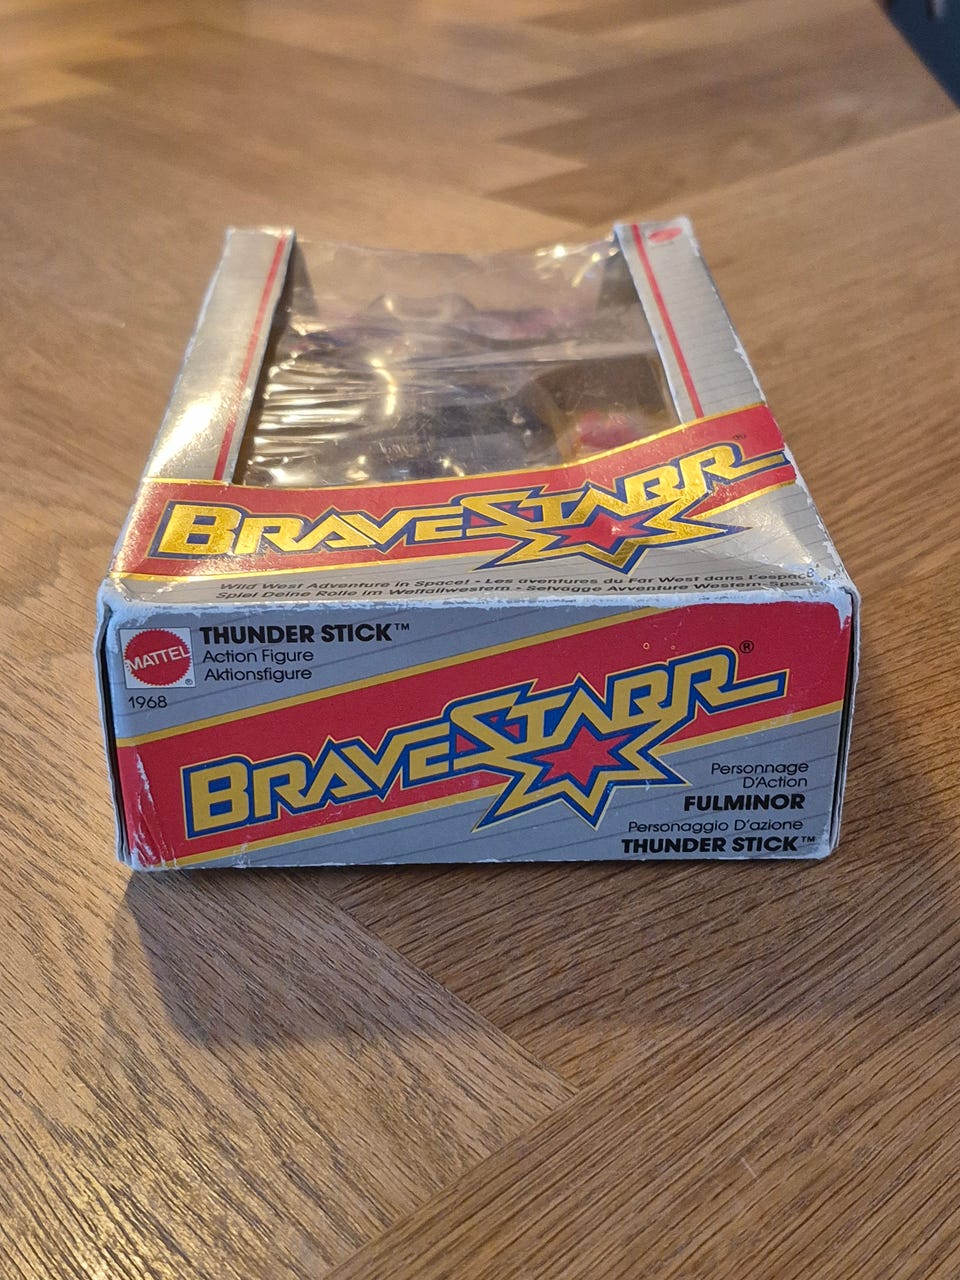 BRAVESTARR®
Wild West Adventure in Space! • Les aventures du Far West dans l'espace
Spiel Deine Rolle im Weltallwestern • Selvagge Avventure Western
MATTEL®
THUNDER STICK™
Action Figure
Aktionsfigure
1968
BRAVESTARR®
Personnage
D'Action
FULMINOR
Personaggio D'azione
THUNDER STICK™